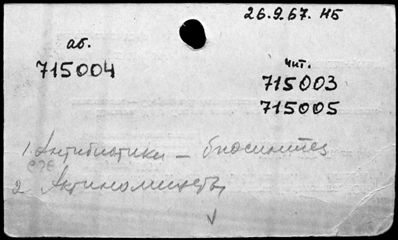 26.9.67. НБ
аб.
715004
чит.
715003
715005
1. Антибиотики – биосинтез
2 Актиномицеты